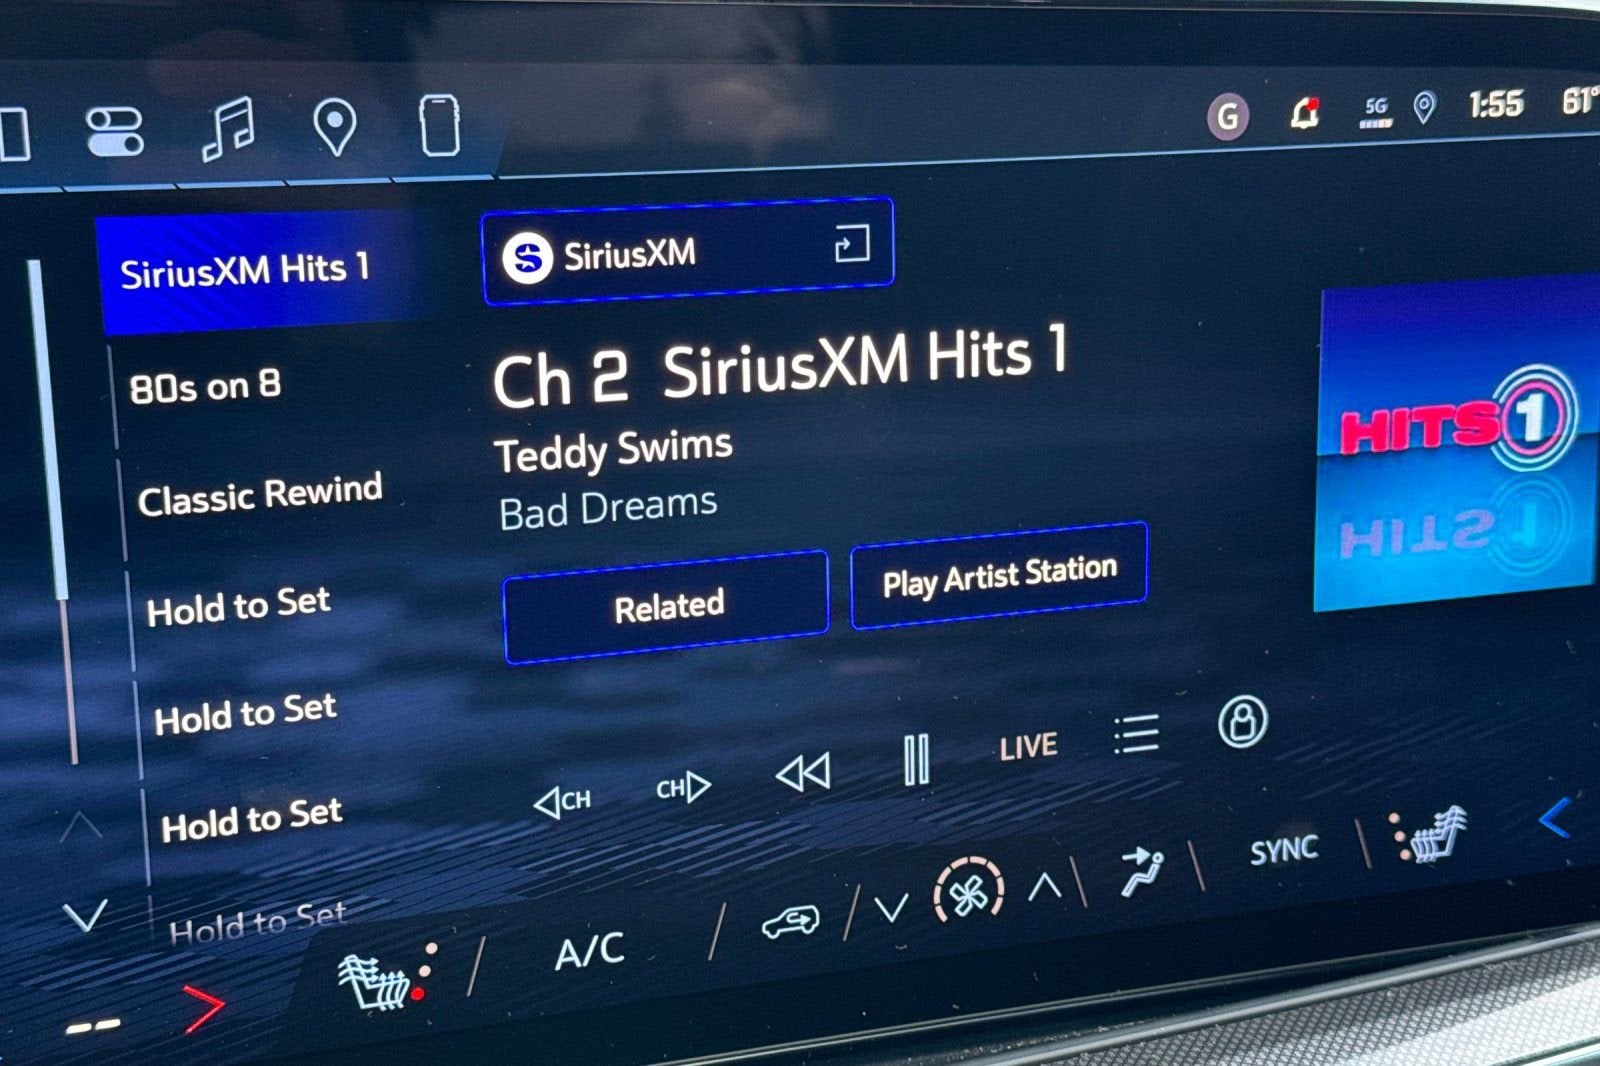 G
5G
1:55
61°
SiriusXM Hits 1
80s on 8
Classic Rewind
Hold to Set
Hold to Set
Hold to Set
Hold to Set
SiriusXM
Ch 2 SiriusXM Hits 1
Teddy Swims
Bad Dreams
Related
Play Artist Station
HITS 1
HITS 1
CH
CH
LIVE
--
A/C
SYNC